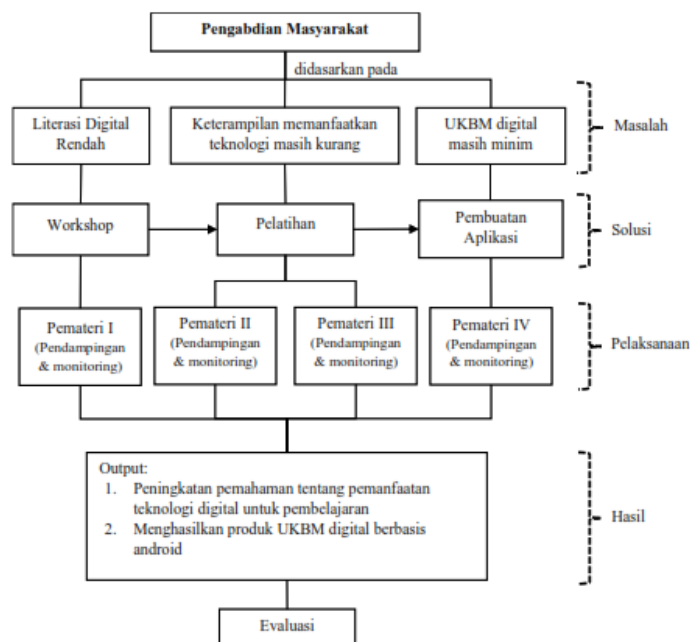 Pengabdian Masyarakat
didasarkan pada
Literasi Digital
Rendah
Keterampilan memanfaatkan
teknologi masih kurang
UKBM digital
masih minim
Masalah
Workshop
Pelatihan
Pembuatan
Aplikasi
Solusi
Pemateri I
(Pendampingan
& monitoring)
Pemateri II
(Pendampingan
& monitoring)
Pemateri III
(Pendampingan
& monitoring)
Pemateri IV
(Pendampingan
& monitoring)
Pelaksanaan
Output:
1. Peningkatan pemahaman tentang pemanfaatan
teknologi digital untuk pembelajaran
2. Menghasilkan produk UKBM digital berbasis
android
Hasil
Evaluasi